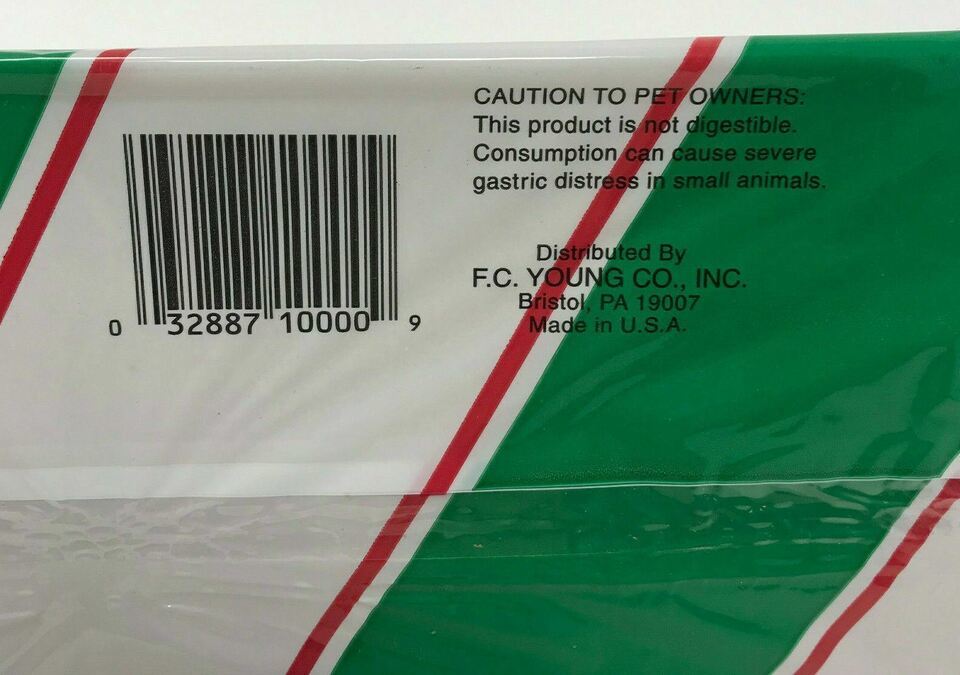 0 32887 10000 9
CAUTION TO PET OWNERS:
This product is not digestible.
Consumption can cause severe
gastric distress in small animals.
Distributed By
F.C. YOUNG CO., INC.
Bristol, PA 19007
Made in U.S.A.